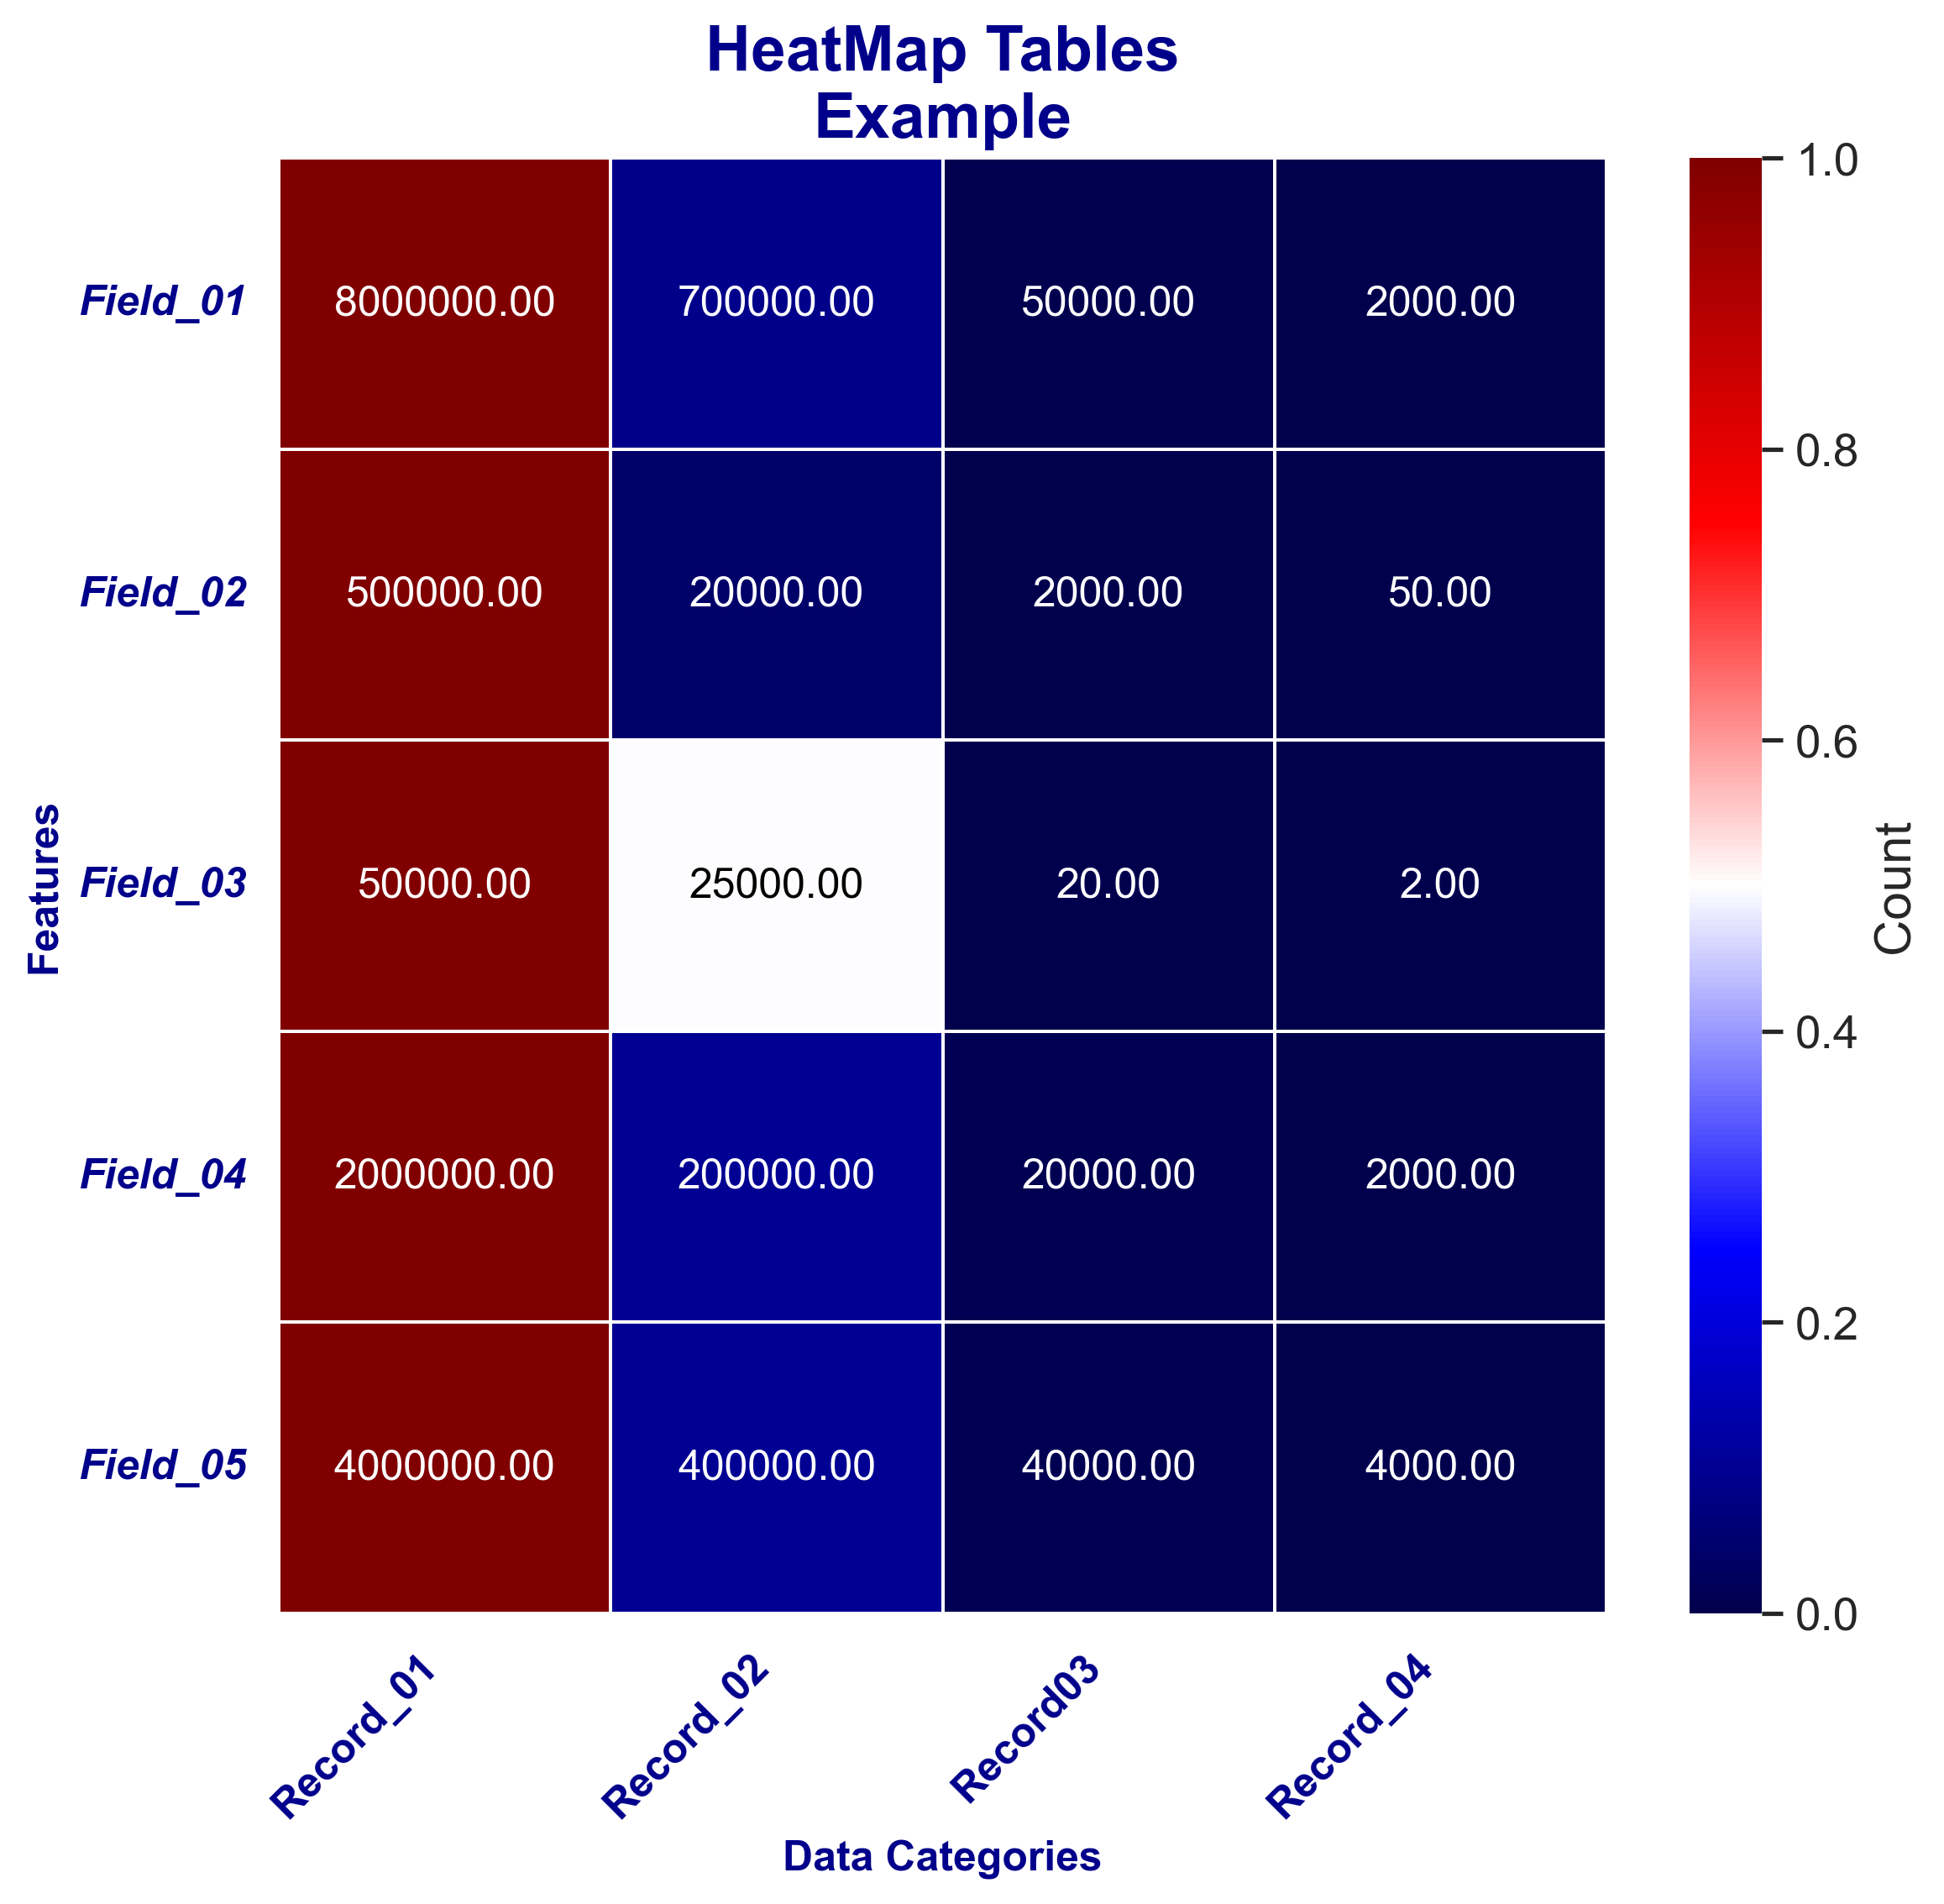 HeatMap Tables
Example
Field_01 8000000.00 700000.00 50000.00 2000.00
Field_02 500000.00 20000.00 2000.00 50.00
Field_03 50000.00 25000.00 20.00 2.00
Field_04 2000000.00 200000.00 20000.00 2000.00
Field_05 4000000.00 400000.00 40000.00 4000.00
Features
Record_01 Record_02 Record03 Record_04
Data Categories
1.0
0.8
0.6
0.4
0.2
0.0
Count